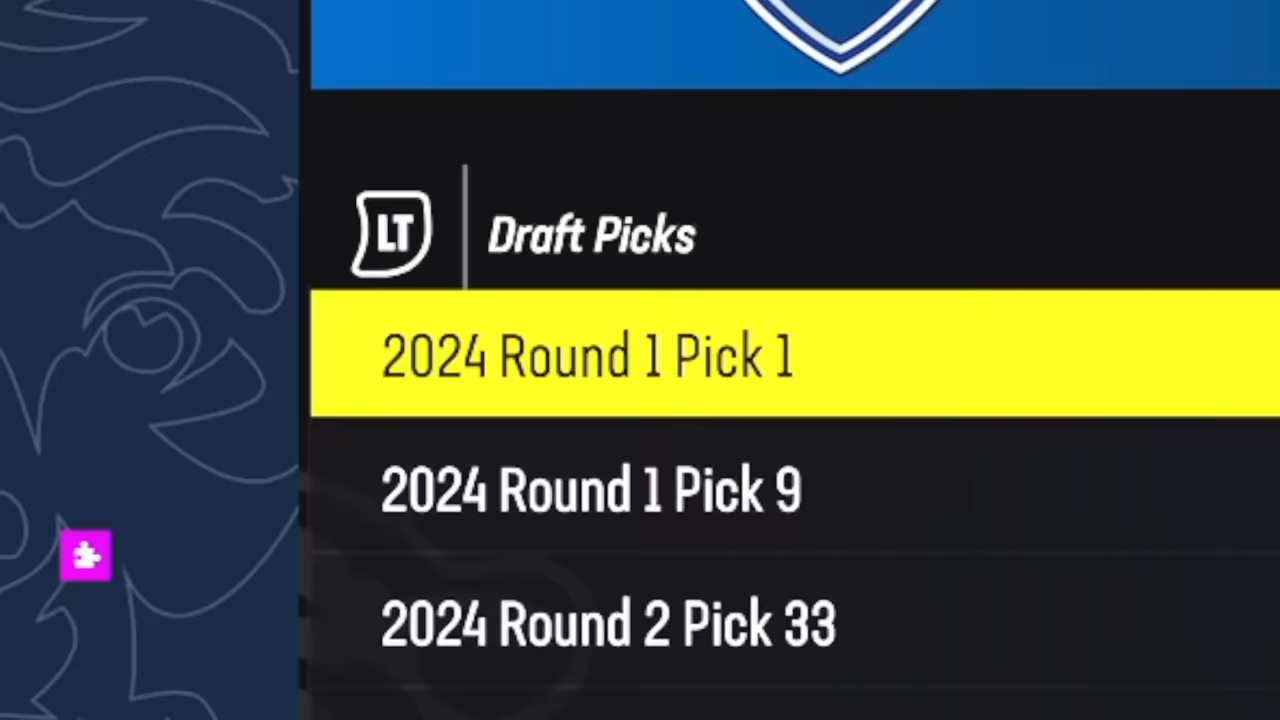 LT
Draft Picks
2024 Round 1 Pick 1
2024 Round 1 Pick 9
2024 Round 2 Pick 33